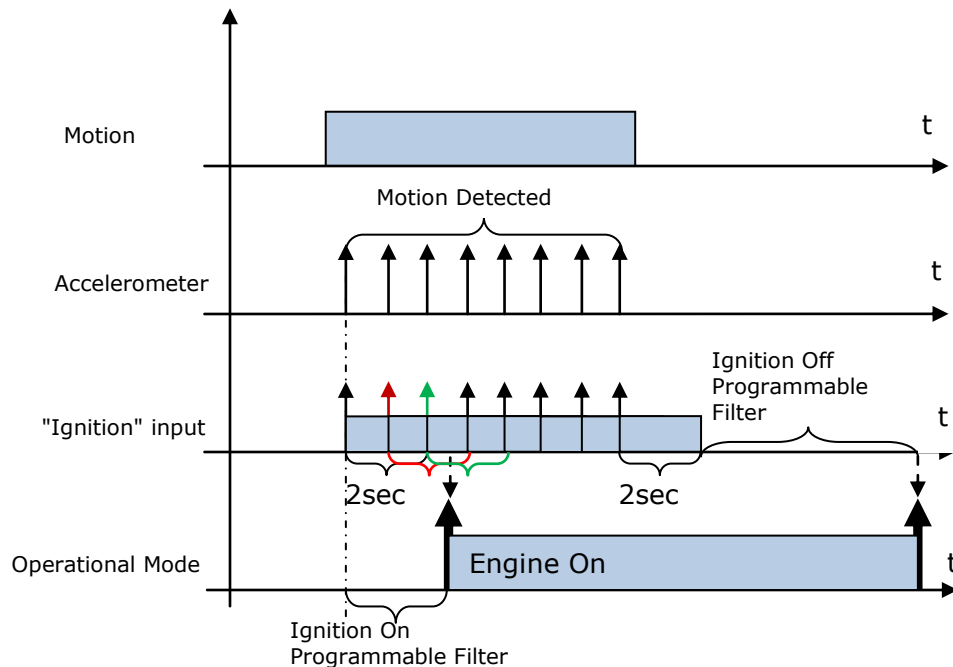 Motion
t
Motion Detected
Accelerometer
t
Ignition Off
Programmable
Filter
"Ignition" input
t
2sec
2sec
Operational Mode
Engine On
t
Ignition On
Programmable Filter